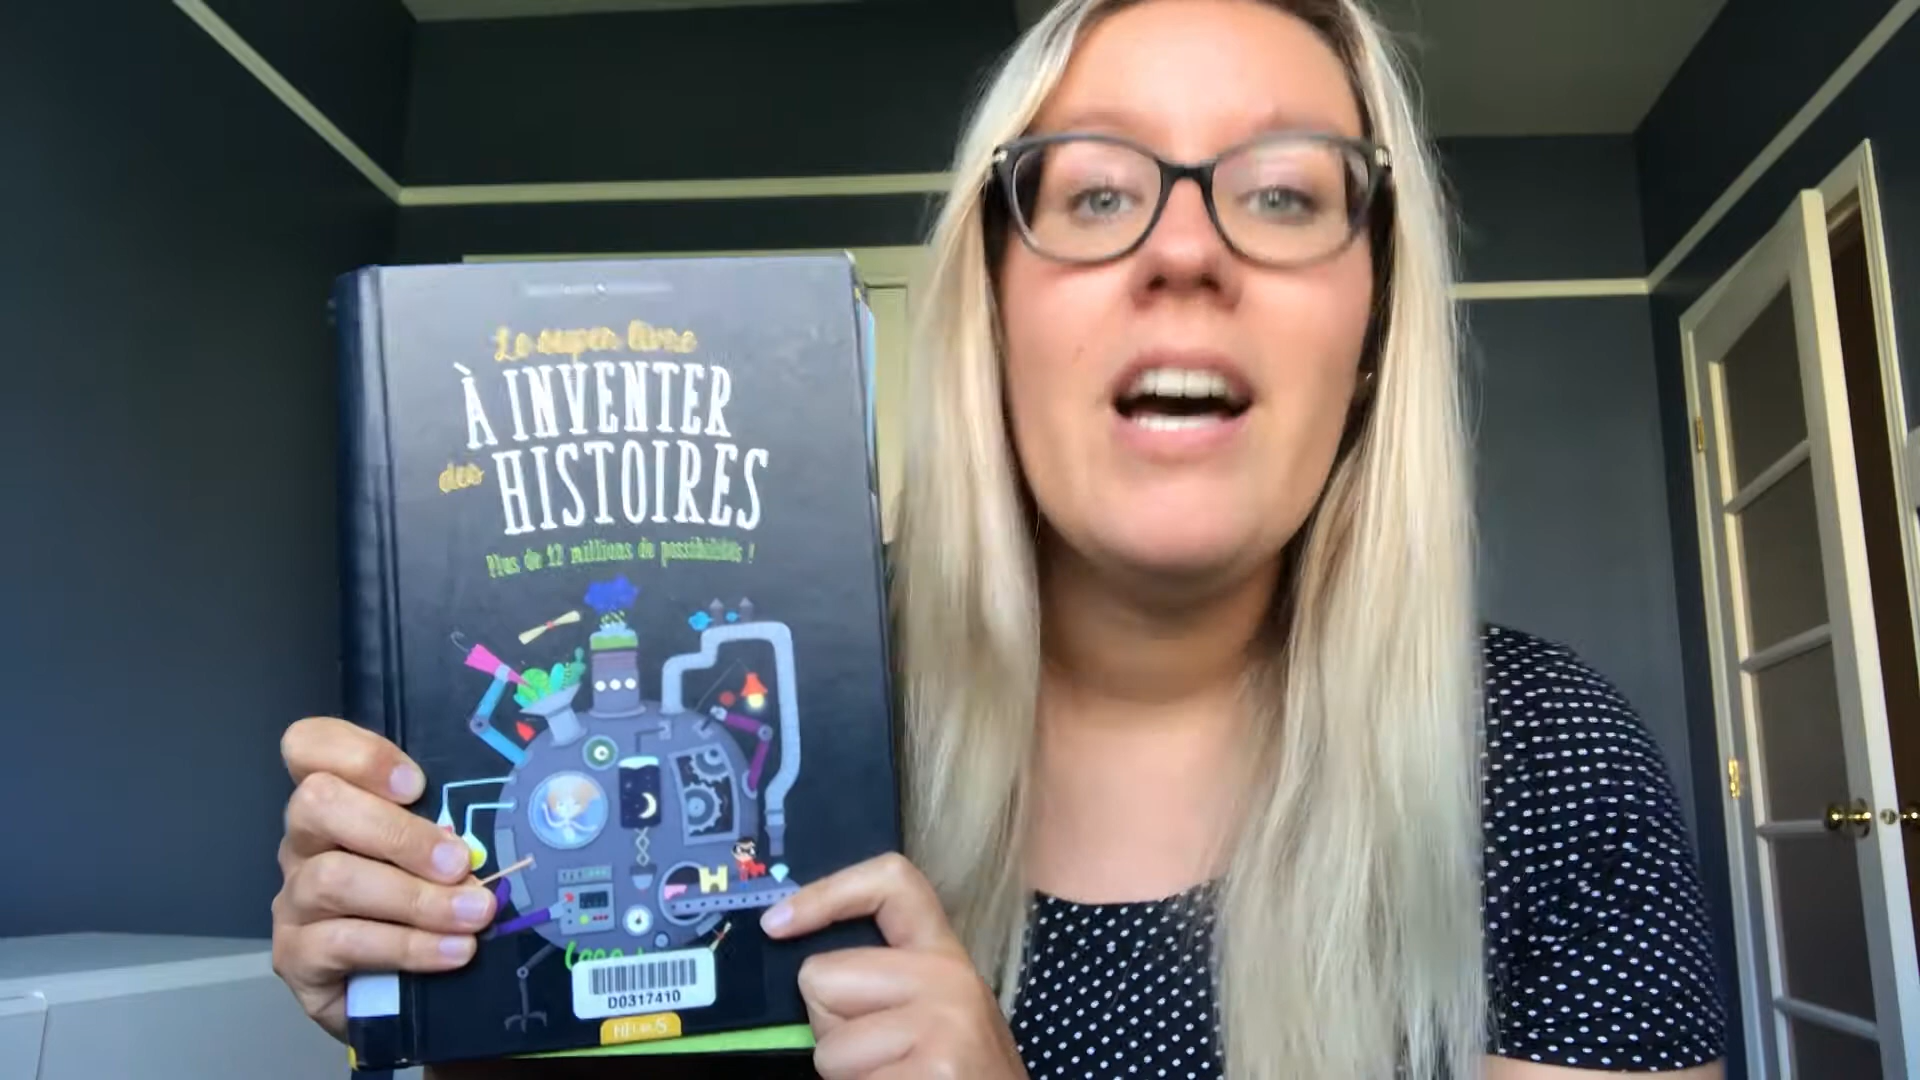 Le super livre
À INVENTER
des HISTOIRES
Plus de 12 millions de possibilités !
D0317410